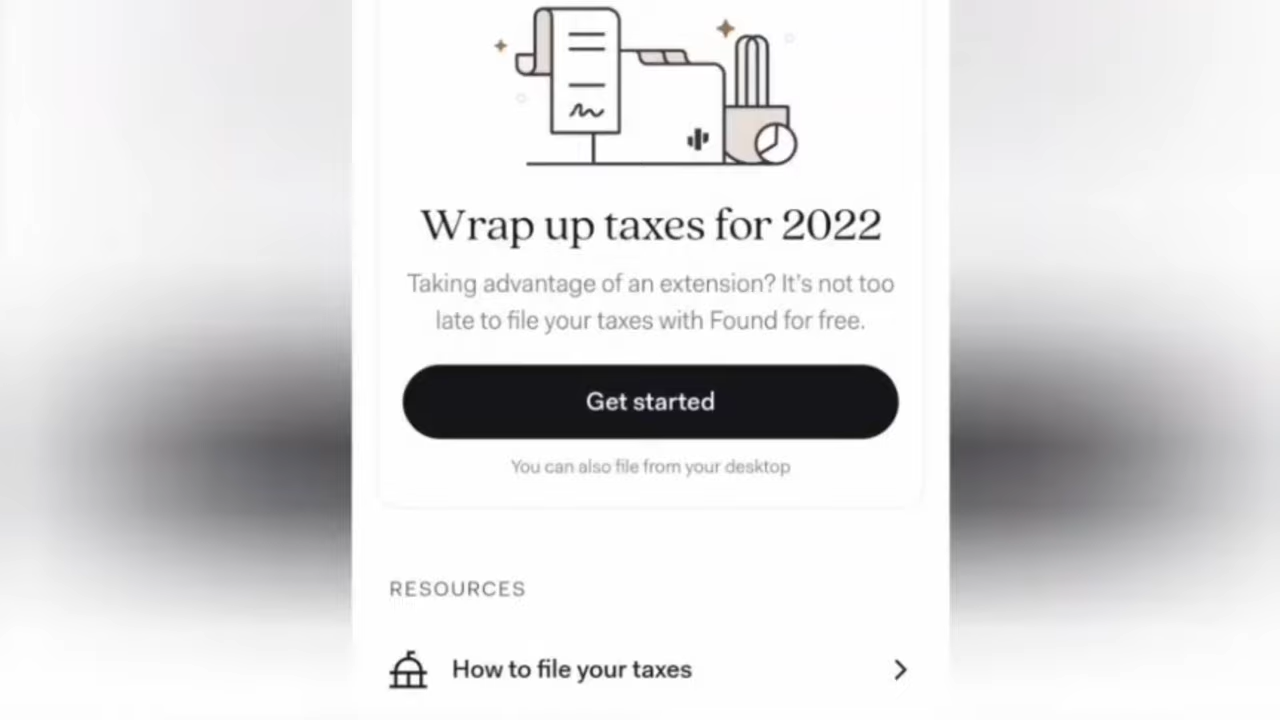 Wrap up taxes for 2022
Taking advantage of an extension? It's not too
late to file your taxes with Found for free.
Get started
You can also file from your desktop
RESOURCES
How to file your taxes